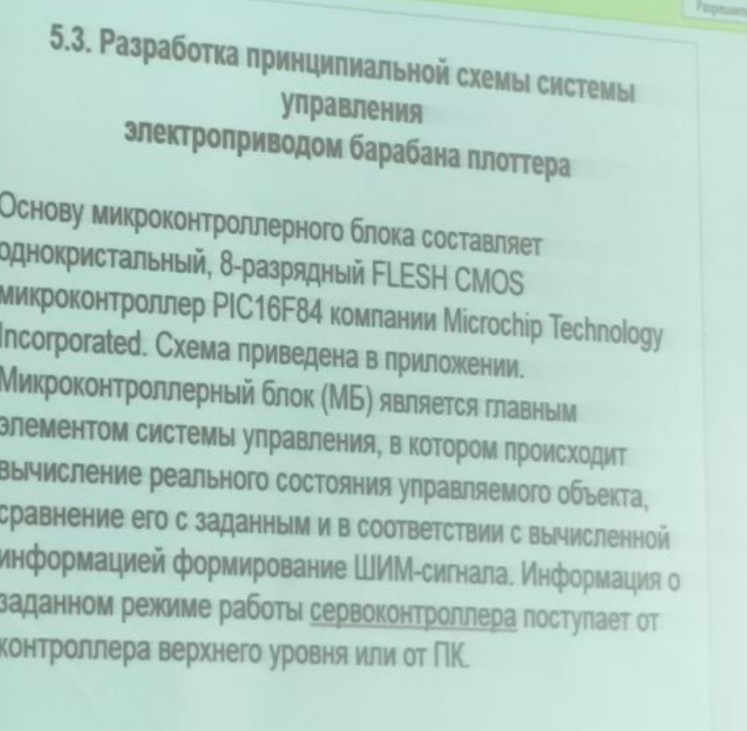 5.3. Разработка принципиальной схемы системы
управления
электроприводом барабана плоттера
Основу микроконтроллерного блока составляет
однокристальный, 8-разрядный FLESH CMOS
микроконтроллер PIC16F84 компании Microchip Technology
Incorporated. Схема приведена в приложении.
Микроконтроллерный блок (МБ) является главным
элементом системы управления, в котором происходит
вычисление реального состояния управляемого объекта,
сравнение его с заданным и в соответствии с вычисленной
информацией формирование ШИМ-сигнала. Информация о
заданном режиме работы сервоконтроллера поступает от
контроллера верхнего уровня или от ПК.